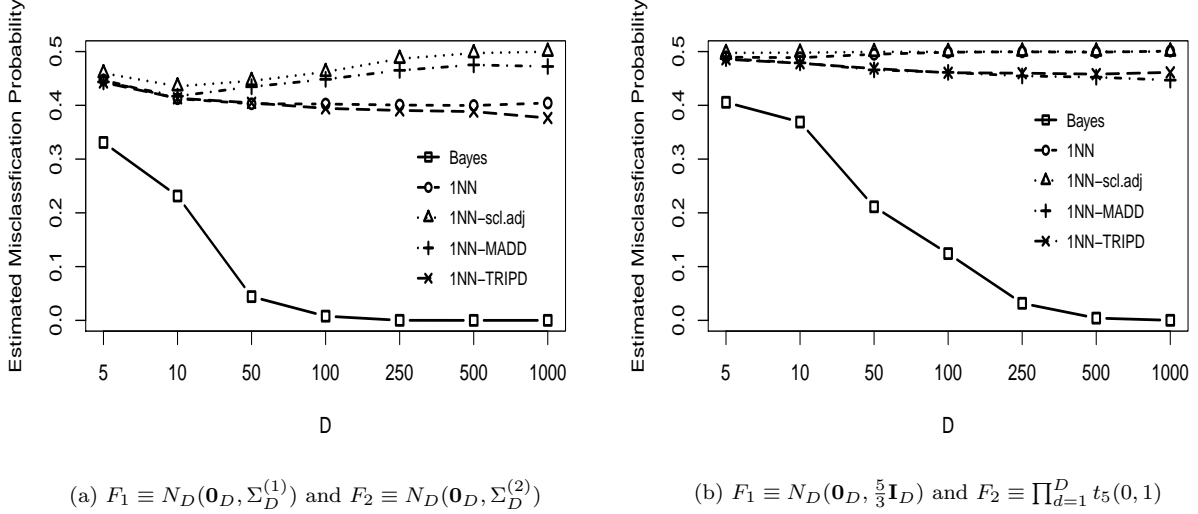 Estimated Misclassfication Probability
0.5
0.4
0.3
0.2
0.1
0.0
Bayes
1NN
1NN−scl.adj
1NN−MADD
1NN−TRIPD
5 10 50 100 250 500 1000
D
(a) F₁ ≡ N_D(𝟎_D, Σ_D^{(1)}) and F₂ ≡ N_D(𝟎_D, Σ_D^{(2)})
Estimated Misclassfication Probability
0.5
0.4
0.3
0.2
0.1
0.0
Bayes
1NN
1NN−scl.adj
1NN−MADD
1NN−TRIPD
5 10 50 100 250 500 1000
D
(b) F₁ ≡ N_D(𝟎_D, 5/3 𝐈_D) and F₂ ≡ ∏_{d=1}^{D} t₅(0, 1)